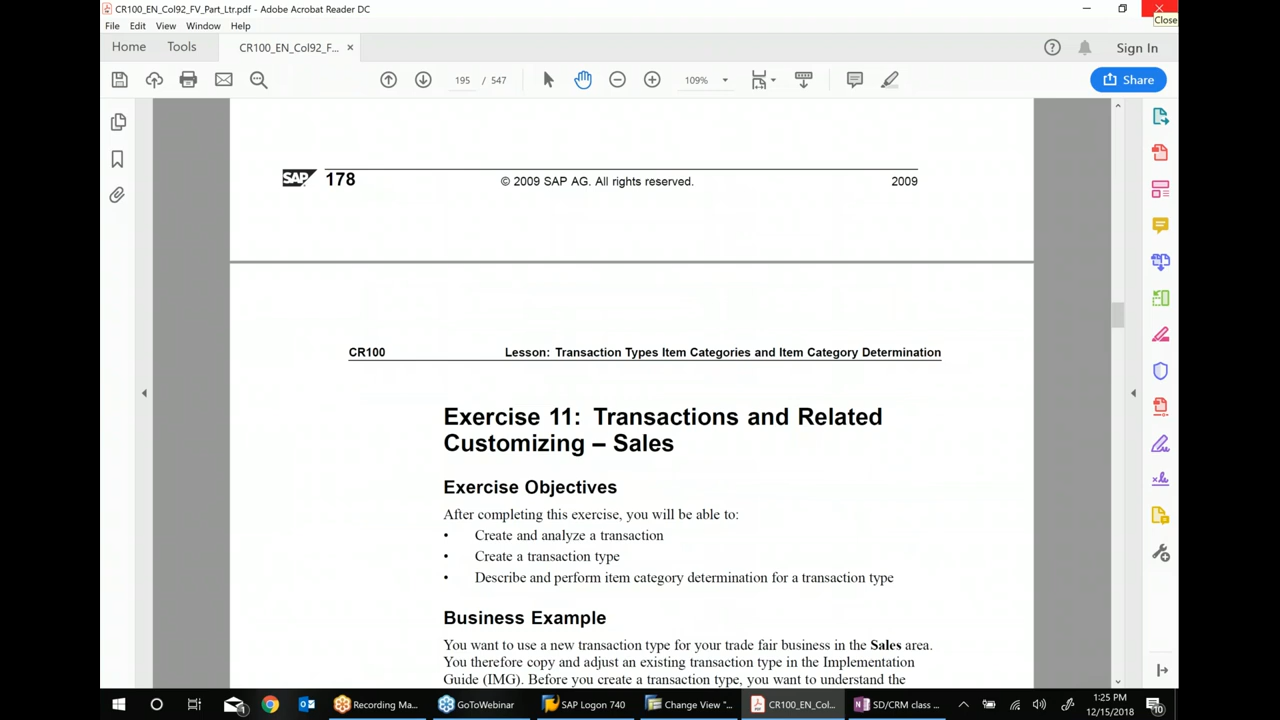 CR100_EN_Col92_FV_Part_Ltr.pdf - Adobe Acrobat Reader DC
Close
File Edit View Window Help
Home Tools CR100_EN_Col92_F... × Sign In
195 / 547 109% Share
SAP 178 © 2009 SAP AG. All rights reserved. 2009
CR100 Lesson: Transaction Types Item Categories and Item Category Determination
Exercise 11: Transactions and Related
Customizing – Sales
Exercise Objectives
After completing this exercise, you will be able to:
• Create and analyze a transaction
• Create a transaction type
• Describe and perform item category determination for a transaction type
Business Example
You want to use a new transaction type for your trade fair business in the Sales area.
You therefore copy and adjust an existing transaction type in the Implementation
Guide (IMG). Before you create a transaction type, you want to understand the
Recording Ma... GoToWebinar SAP Logon 740 Change View "... CR100_EN_Col... SD/CRM class ... 1:25 PM
12/15/2018 10